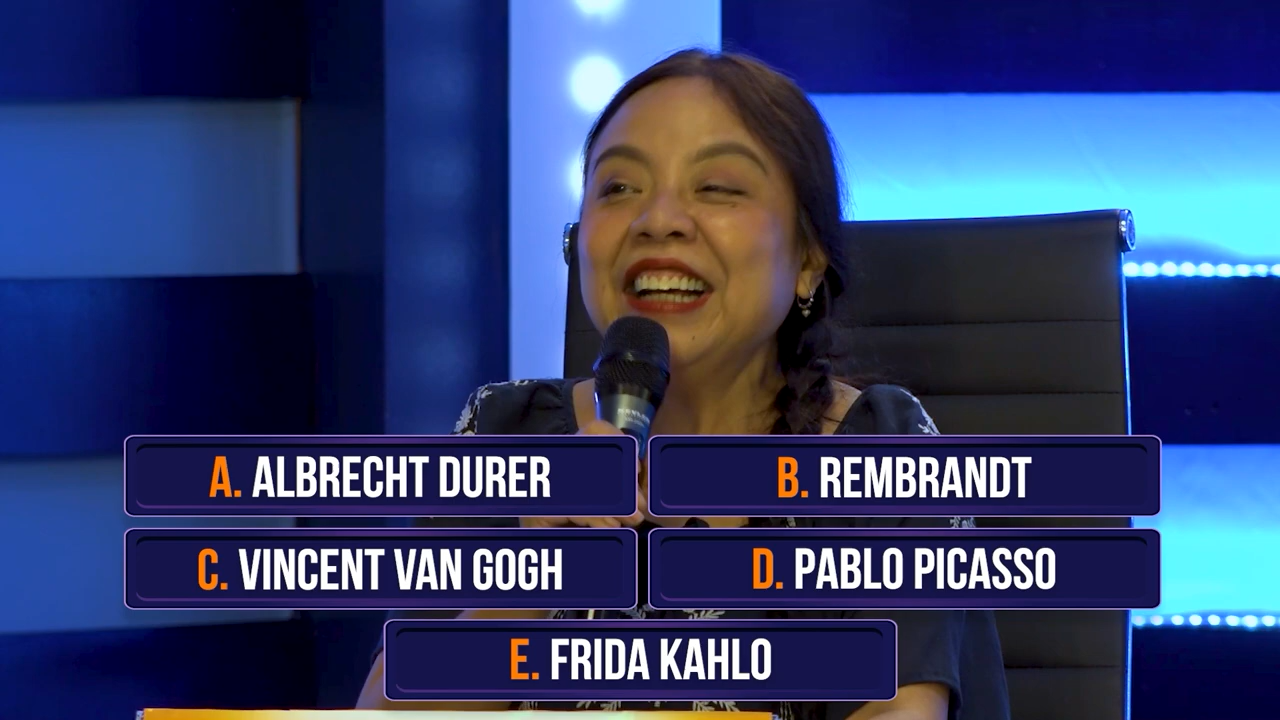 A. ALBRECHT DURER
B. REMBRANDT
C. VINCENT VAN GOGH
D. PABLO PICASSO
E. FRIDA KAHLO